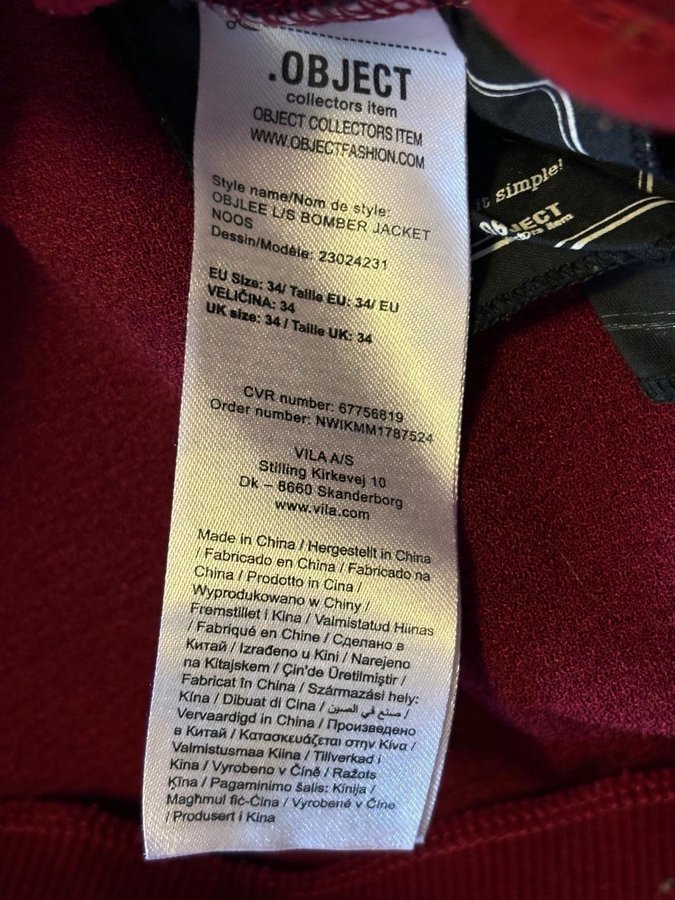 .OBJECT
collectors item
OBJECT COLLECTORS ITEM
WWW.OBJECTFASHION.COM
Style name/Nom de style:
OBJLEE L/S BOMBER JACKET
NOOS
Dessin/Modèle: 23024231
EU Size: 34/ Taille EU: 34/ EU
VELIČINA: 34
UK size: 34 / Taille UK: 34
CVR number: 67756819
Order number: NWIKMM1787524
VILA A/S
Stilling Kirkevej 10
Dk – 8660 Skanderborg
www.vila.com
Made in China / Hergestellt in China
/ Fabricado en China / Fabricado na
China / Prodotto in Cina /
Wyprodukowano w Chiny /
Fremstillet i Kina / Valmistatud Hiinas
/ Fabriqué en Chine / Сделано в
Китай / Izrađeno u Kini / Narejeno
na Kitajskem / Çin'de Üretilmiştir /
Fabricat în China / Származási hely:
Kína / Dibuat di Cina / صنع في الصين /
Vervaardigd in China / Произведено
в Китай / Κατασκευάζεται στην Κίνα /
Valmistusmaa Kiina / Tillverkad i
Kina / Vyrobeno v Čině / Ražots
Ķīna / Pagaminimo šalis: Kinija/
Magħmul fiċ-Ċina / Vyrobené v Číne
/ Produsert i Kina
simple!
OBJECT
item